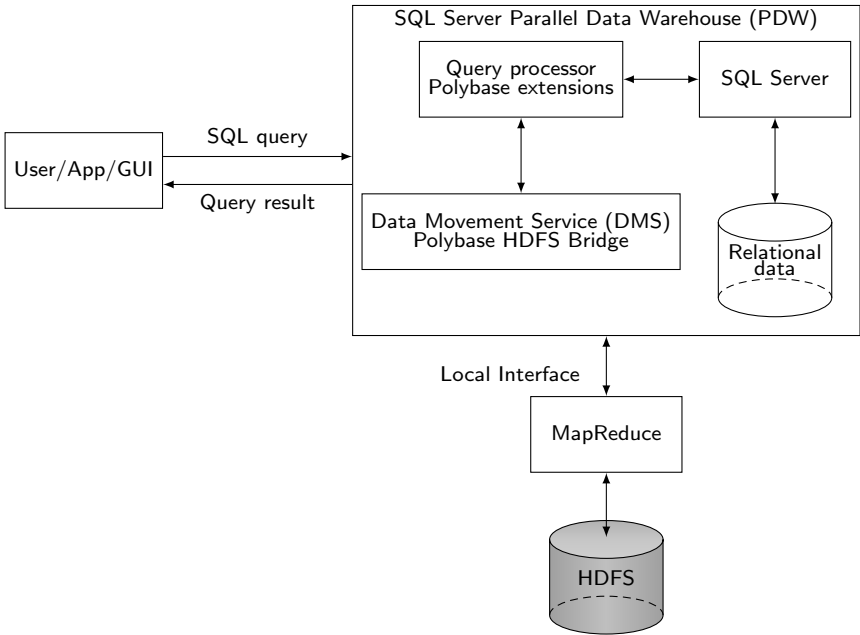 SQL Server Parallel Data Warehouse (PDW)
Query processor
Polybase extensions
SQL Server
User/App/GUI
SQL query
Query result
Data Movement Service (DMS)
Polybase HDFS Bridge
Relational
data
Local Interface
MapReduce
HDFS